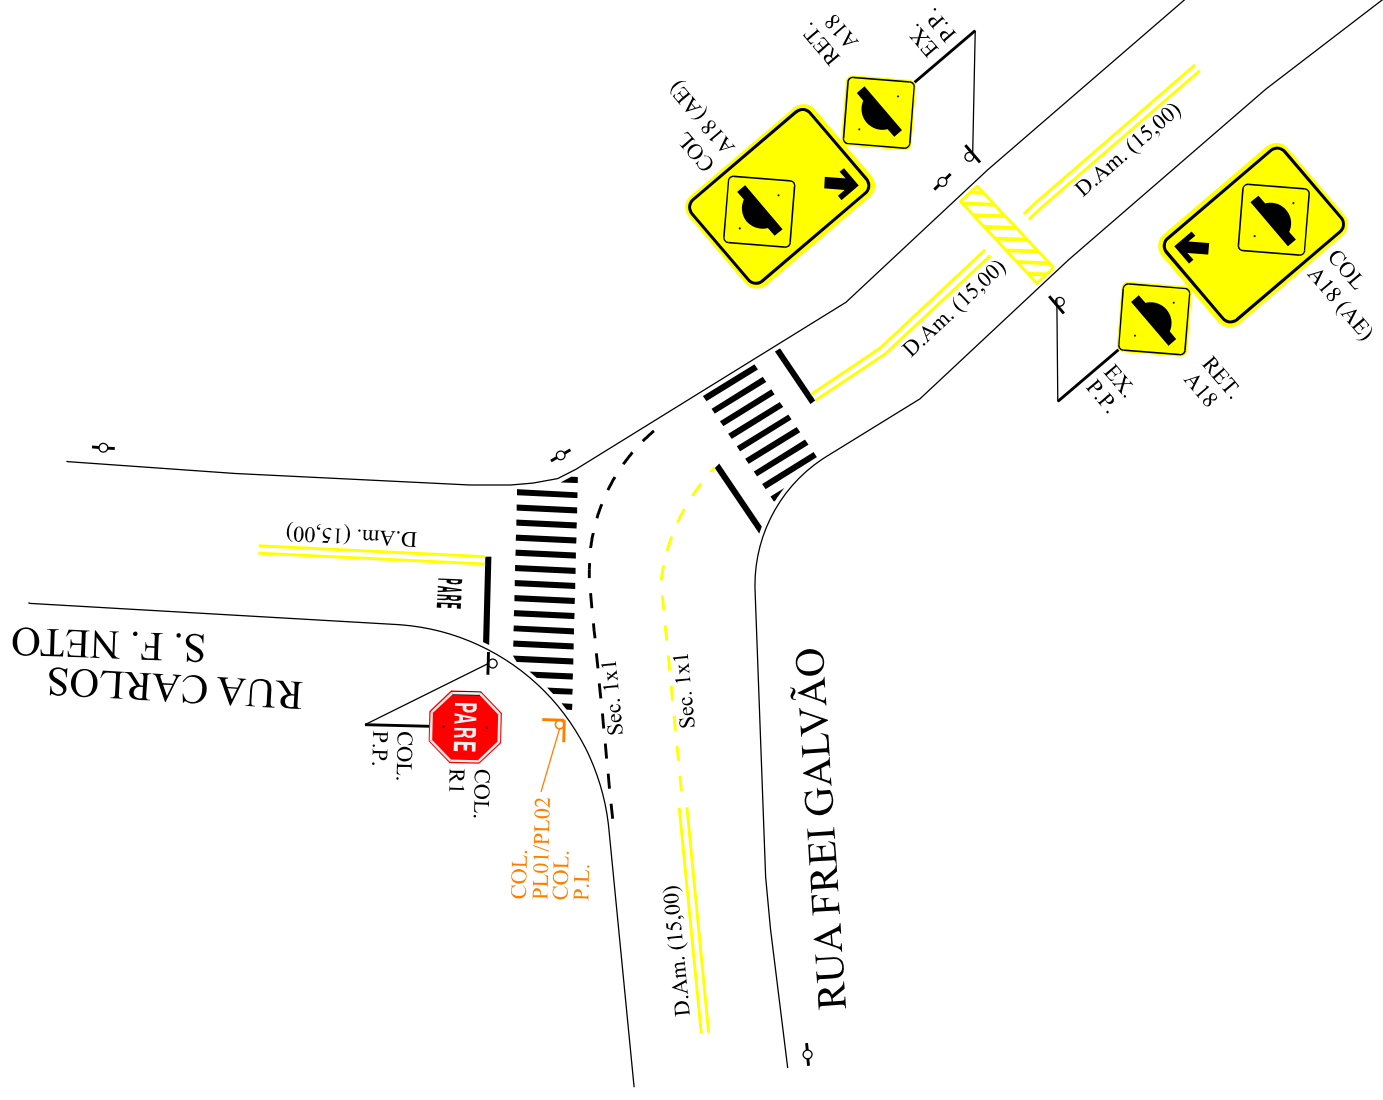 RET.
A18
EX.
P.P.
COL
A18 (AE)
D.Am. (15,00)
COL
A18 (AE)
RET.
A18
EX.
P.P.
D.Am. (15,00)
D.Am. (15,00)
PARE
RUA CARLOS
S. F. NETO
PARE
COL.
R1
COL.
P.P.
COL.
PL01/PL02
COL.
P.L.
Sec. 1x1
Sec. 1x1
D.Am. (15,00)
RUA FREI GALVÃO